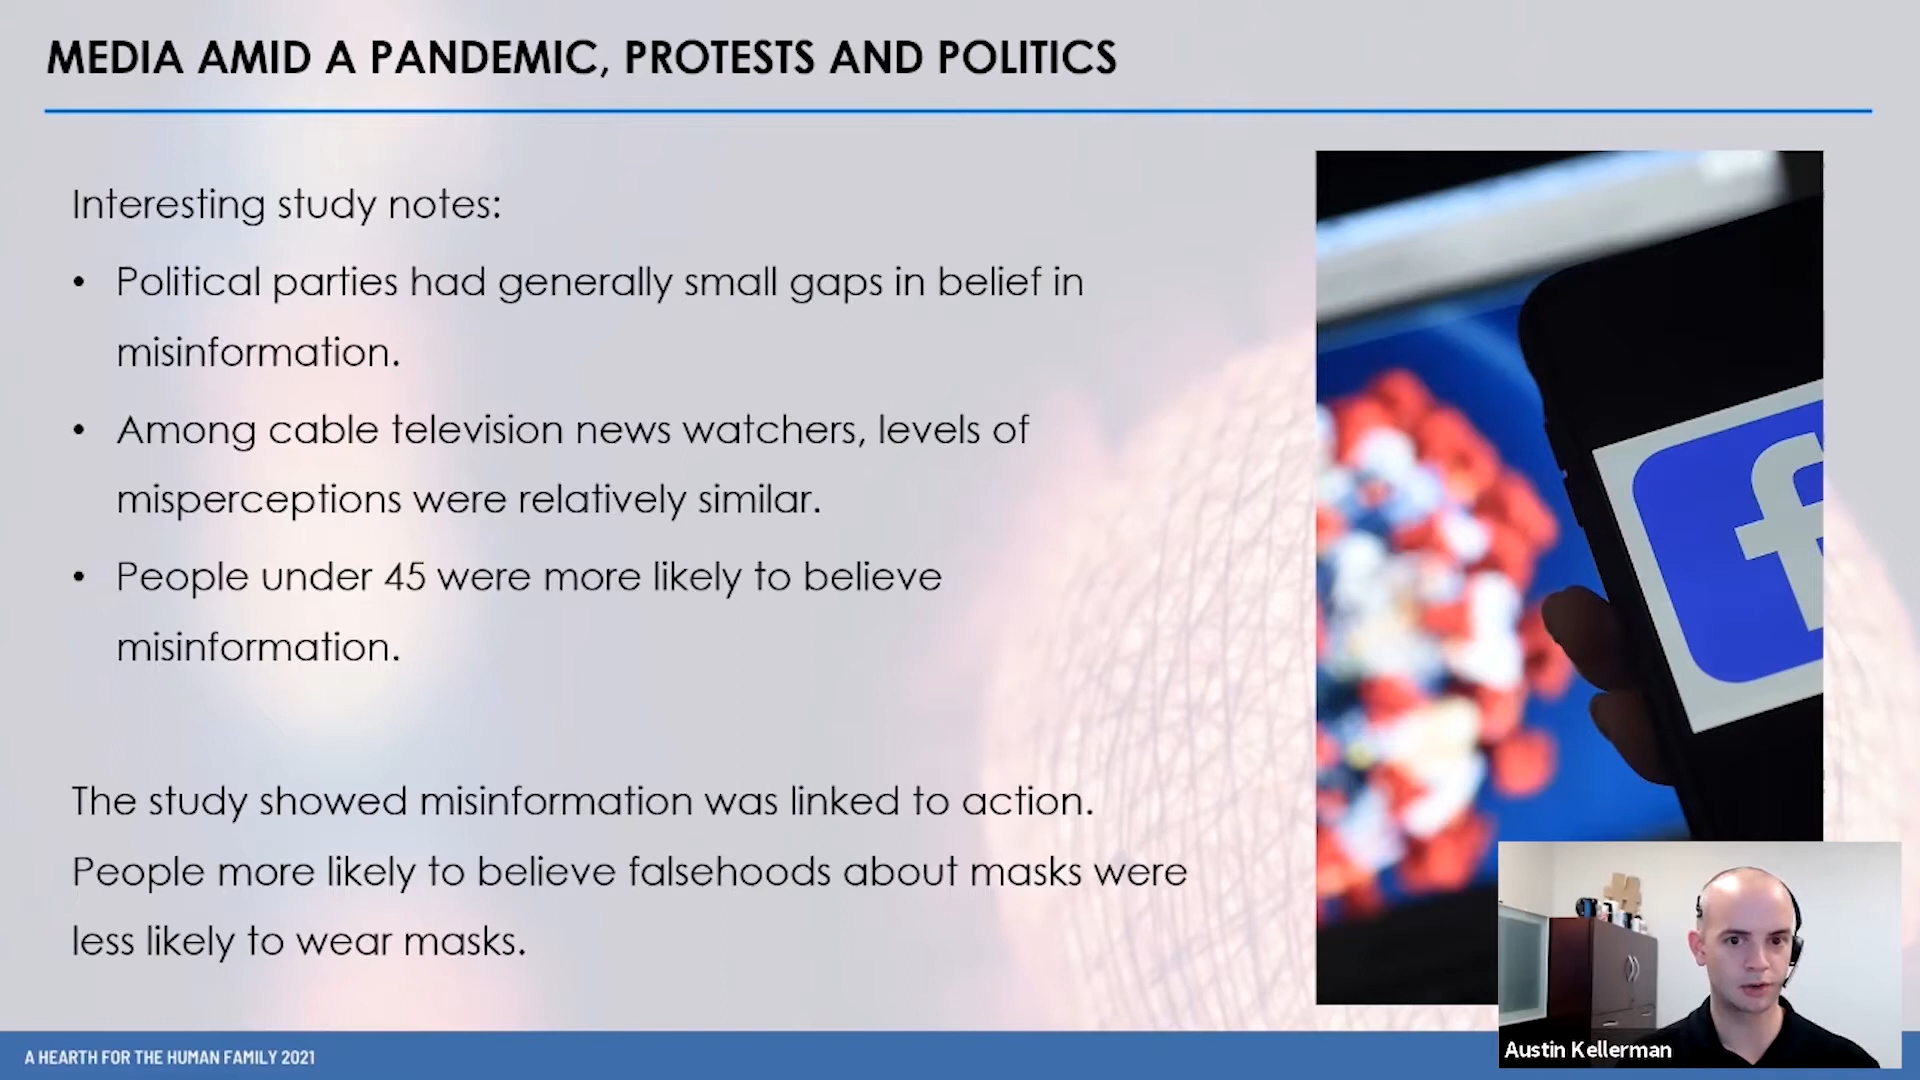 MEDIA AMID A PANDEMIC, PROTESTS AND POLITICS
Interesting study notes:
• Political parties had generally small gaps in belief in
misinformation.
• Among cable television news watchers, levels of
misperceptions were relatively similar.
• People under 45 were more likely to believe
misinformation.
The study showed misinformation was linked to action.
People more likely to believe falsehoods about masks were
less likely to wear masks.
f
A HEARTH FOR THE HUMAN FAMILY 2021
Austin Kellerman